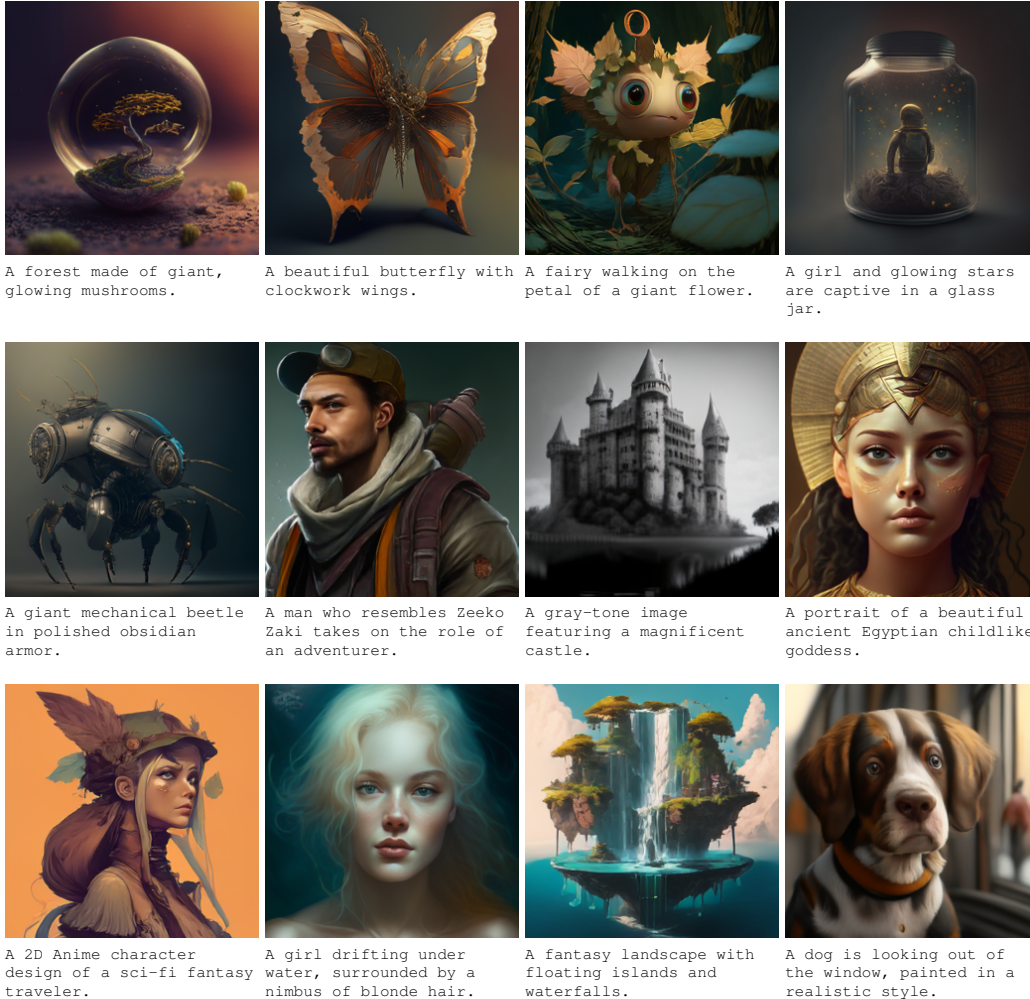 A forest made of giant,
glowing mushrooms.
A beautiful butterfly with
clockwork wings.
A fairy walking on the
petal of a giant flower.
A girl and glowing stars
are captive in a glass
jar.
A giant mechanical beetle
in polished obsidian
armor.
A man who resembles Zeeko
Zaki takes on the role of
an adventurer.
A gray-tone image
featuring a magnificent
castle.
A portrait of a beautiful
ancient Egyptian childlike
goddess.
A 2D Anime character
design of a sci-fi fantasy
traveler.
A girl drifting under
water, surrounded by a
nimbus of blonde hair.
A fantasy landscape with
floating islands and
waterfalls.
A dog is looking out of
the window, painted in a
realistic style.